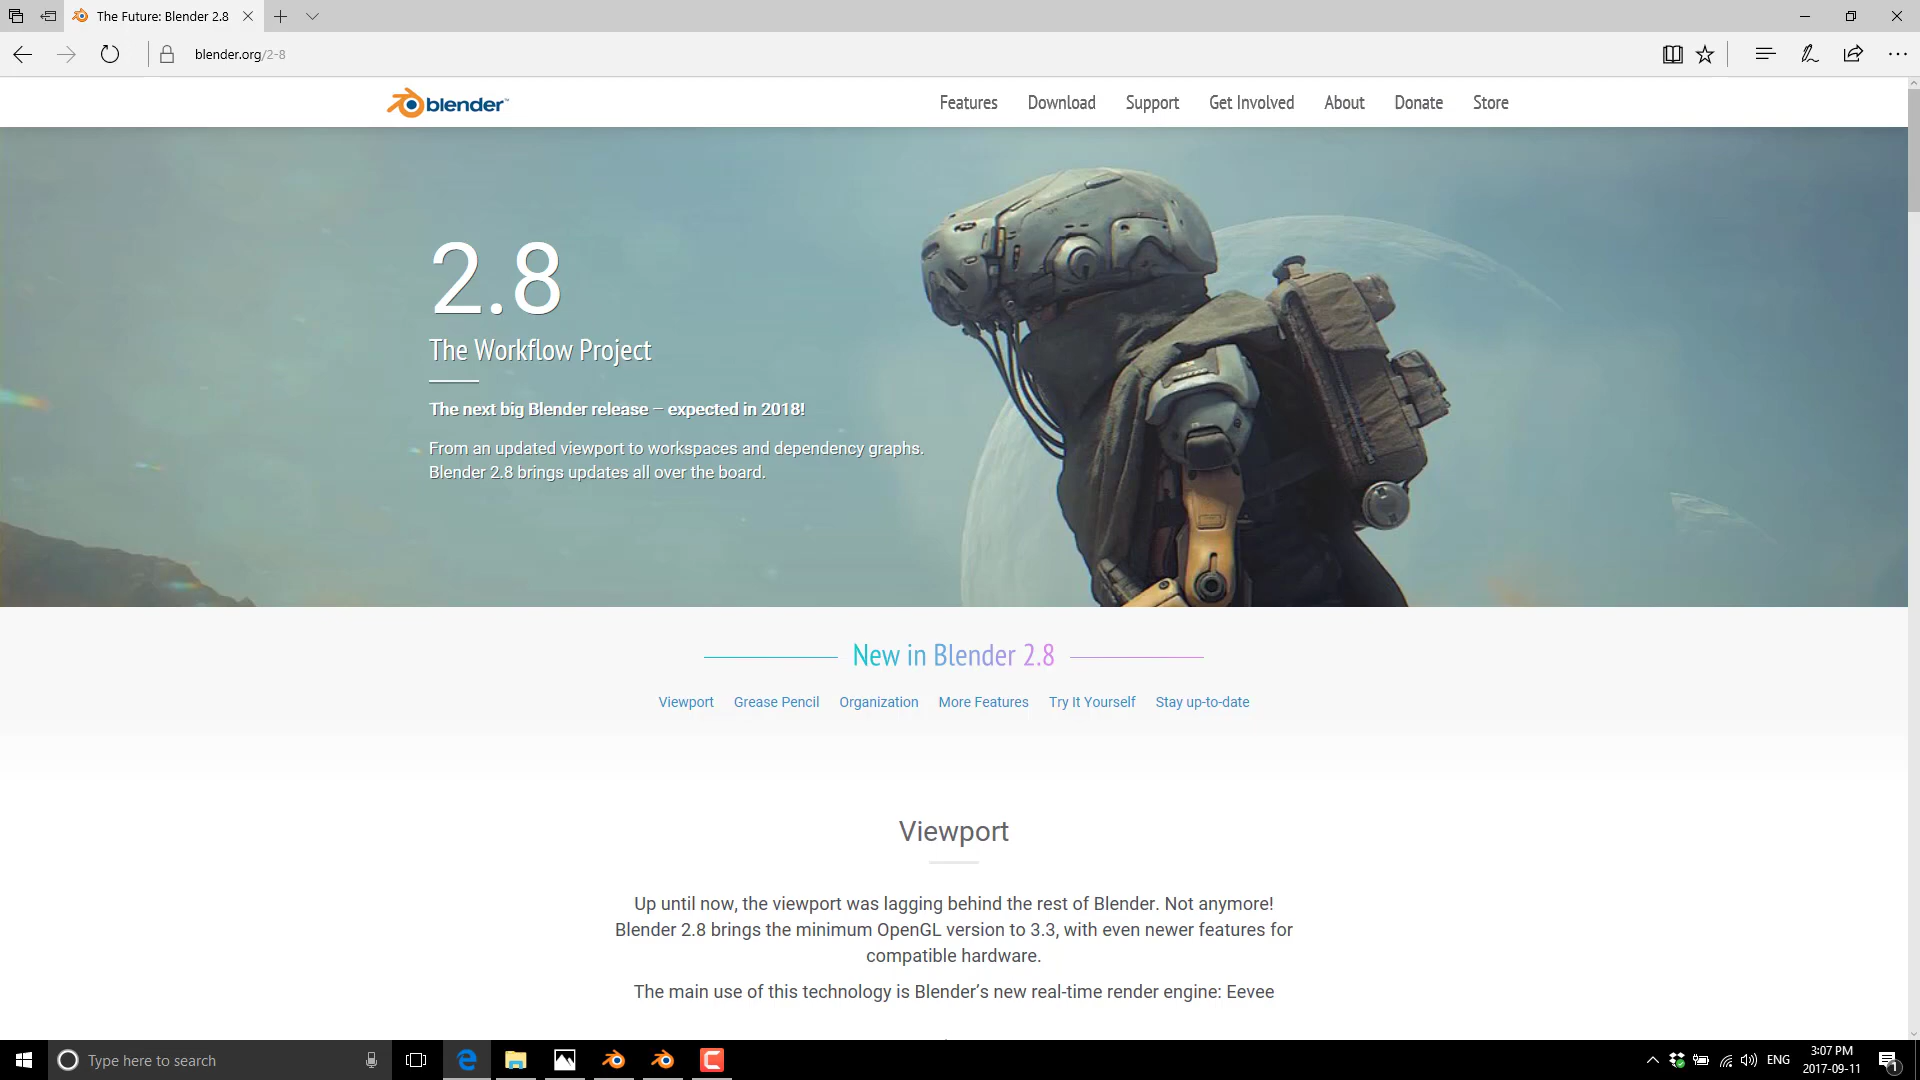 The Future: Blender 2.8
blender.org/2-8
blender™
Features
Download
Support
Get Involved
About
Donate
Store
2.8
The Workflow Project
The next big Blender release – expected in 2018!
From an updated viewport to workspaces and dependency graphs.
Blender 2.8 brings updates all over the board.
New in Blender 2.8
Viewport
Grease Pencil
Organization
More Features
Try It Yourself
Stay up-to-date
Viewport
Up until now, the viewport was lagging behind the rest of Blender. Not anymore!
Blender 2.8 brings the minimum OpenGL version to 3.3, with even newer features for
compatible hardware.
The main use of this technology is Blender’s new real-time render engine: Eevee
Type here to search
ENG
3:07 PM
2017-09-11
1